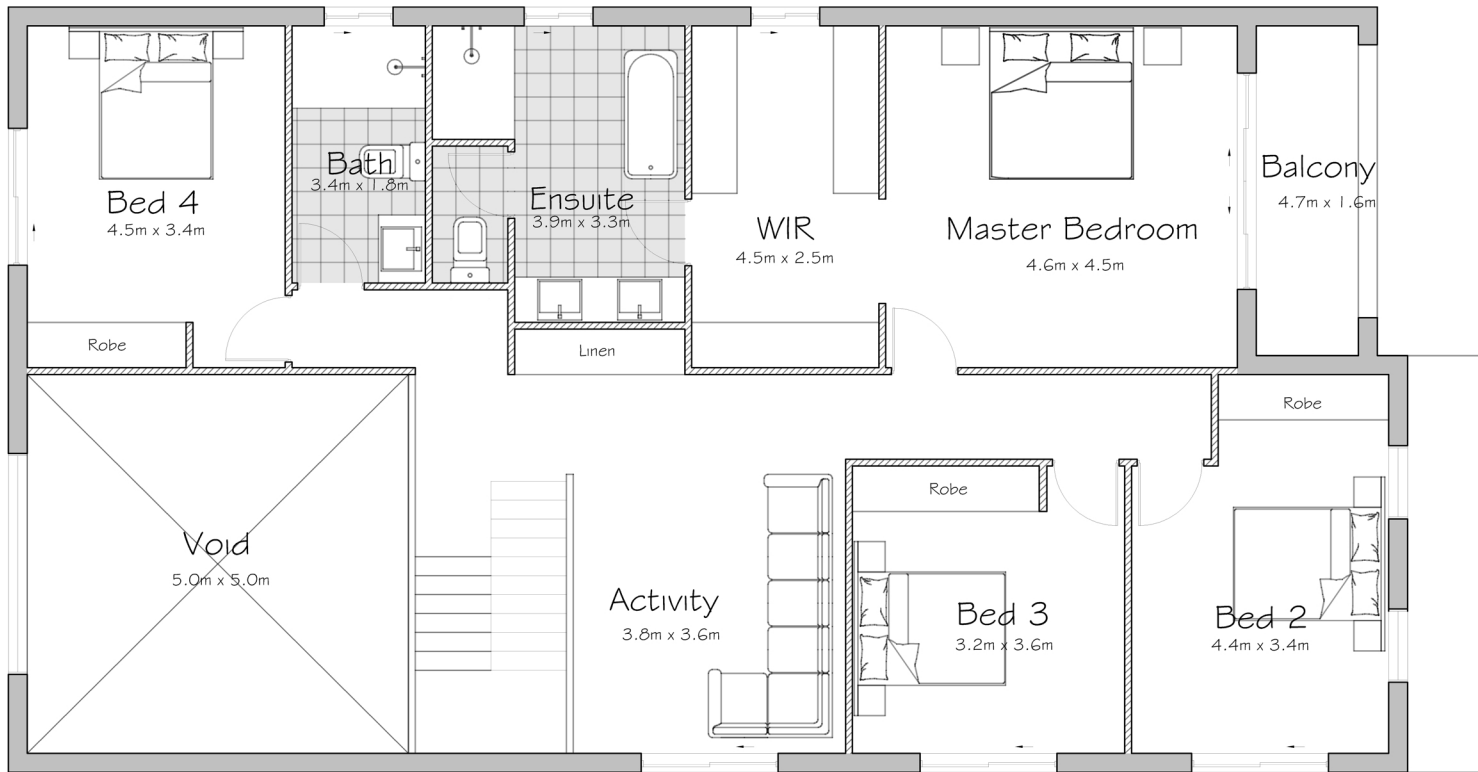 Bed 4
4.5m x 3.4m
Robe
Bath
3.4m x 1.8m
Ensuite
3.9m x 3.3m
Linen
WIR
4.5m x 2.5m
Master Bedroom
4.6m x 4.5m
Balcony
4.7m x 1.6m
Void
5.0m x 5.0m
Activity
3.8m x 3.6m
Robe
Bed 3
3.2m x 3.6m
Robe
Bed 2
4.4m x 3.4m